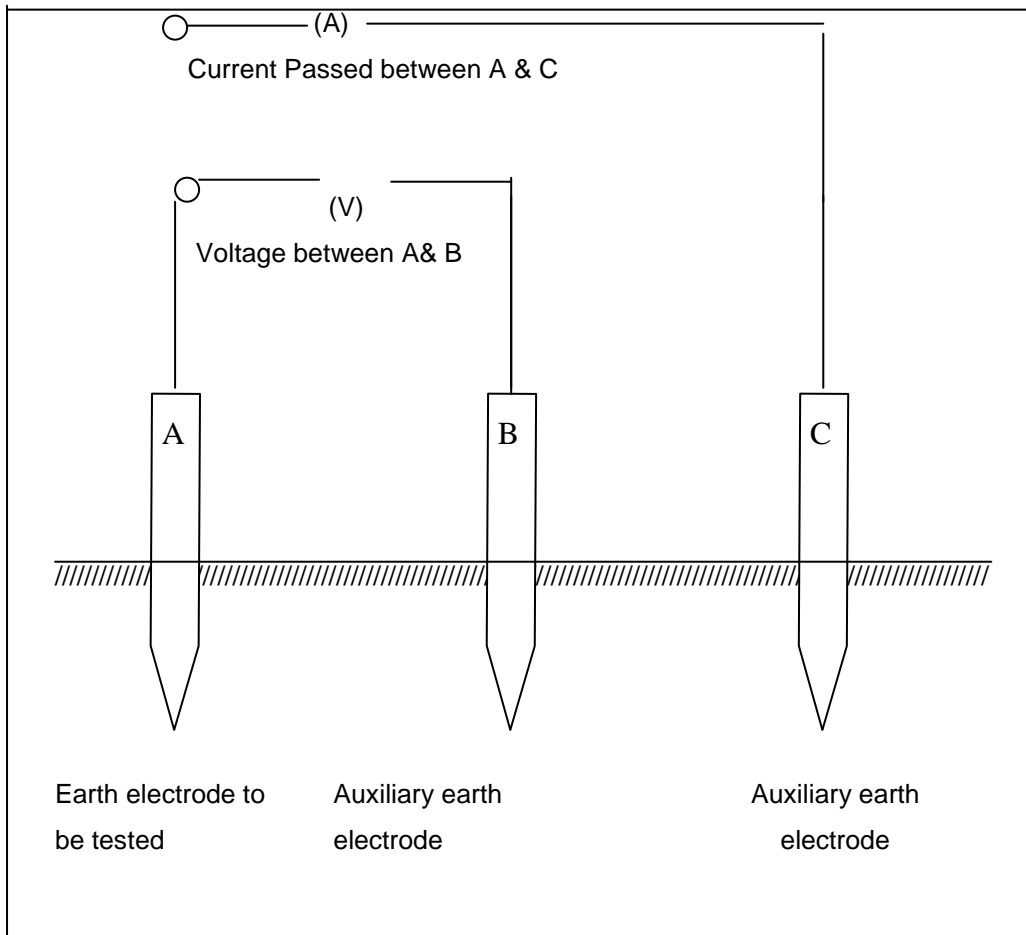 (A)
Current Passed between A & C
(V)
Voltage between A& B
A
B
C
Earth electrode to
be tested
Auxiliary earth
electrode
Auxiliary earth
electrode